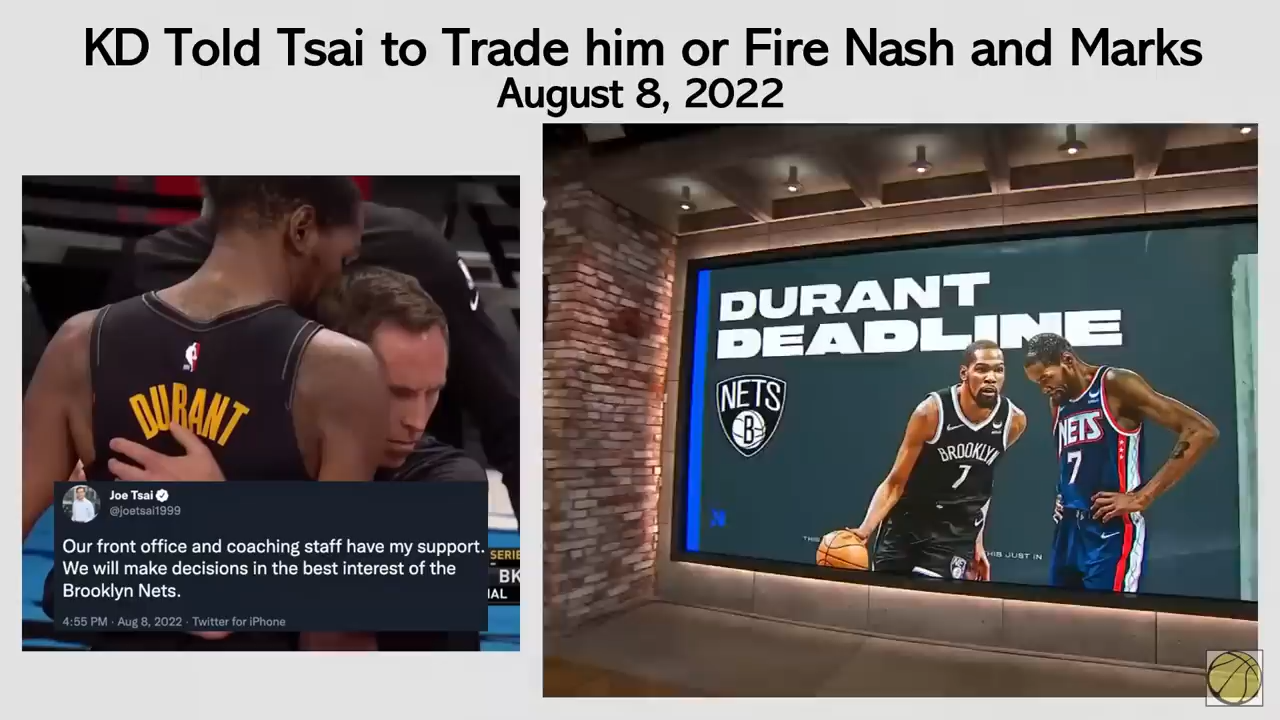 KD Told Tsai to Trade him or Fire Nash and Marks
August 8, 2022
DURANT
Joe Tsai
@joetsai1999
Our front office and coaching staff have my support.
We will make decisions in the best interest of the
Brooklyn Nets.
4:55 PM · Aug 8, 2022 · Twitter for iPhone
SERIE
BK
DURANT
DEADLINE
NETS
B
BROOKLYN
7
NETS
7
THIS JUST IN